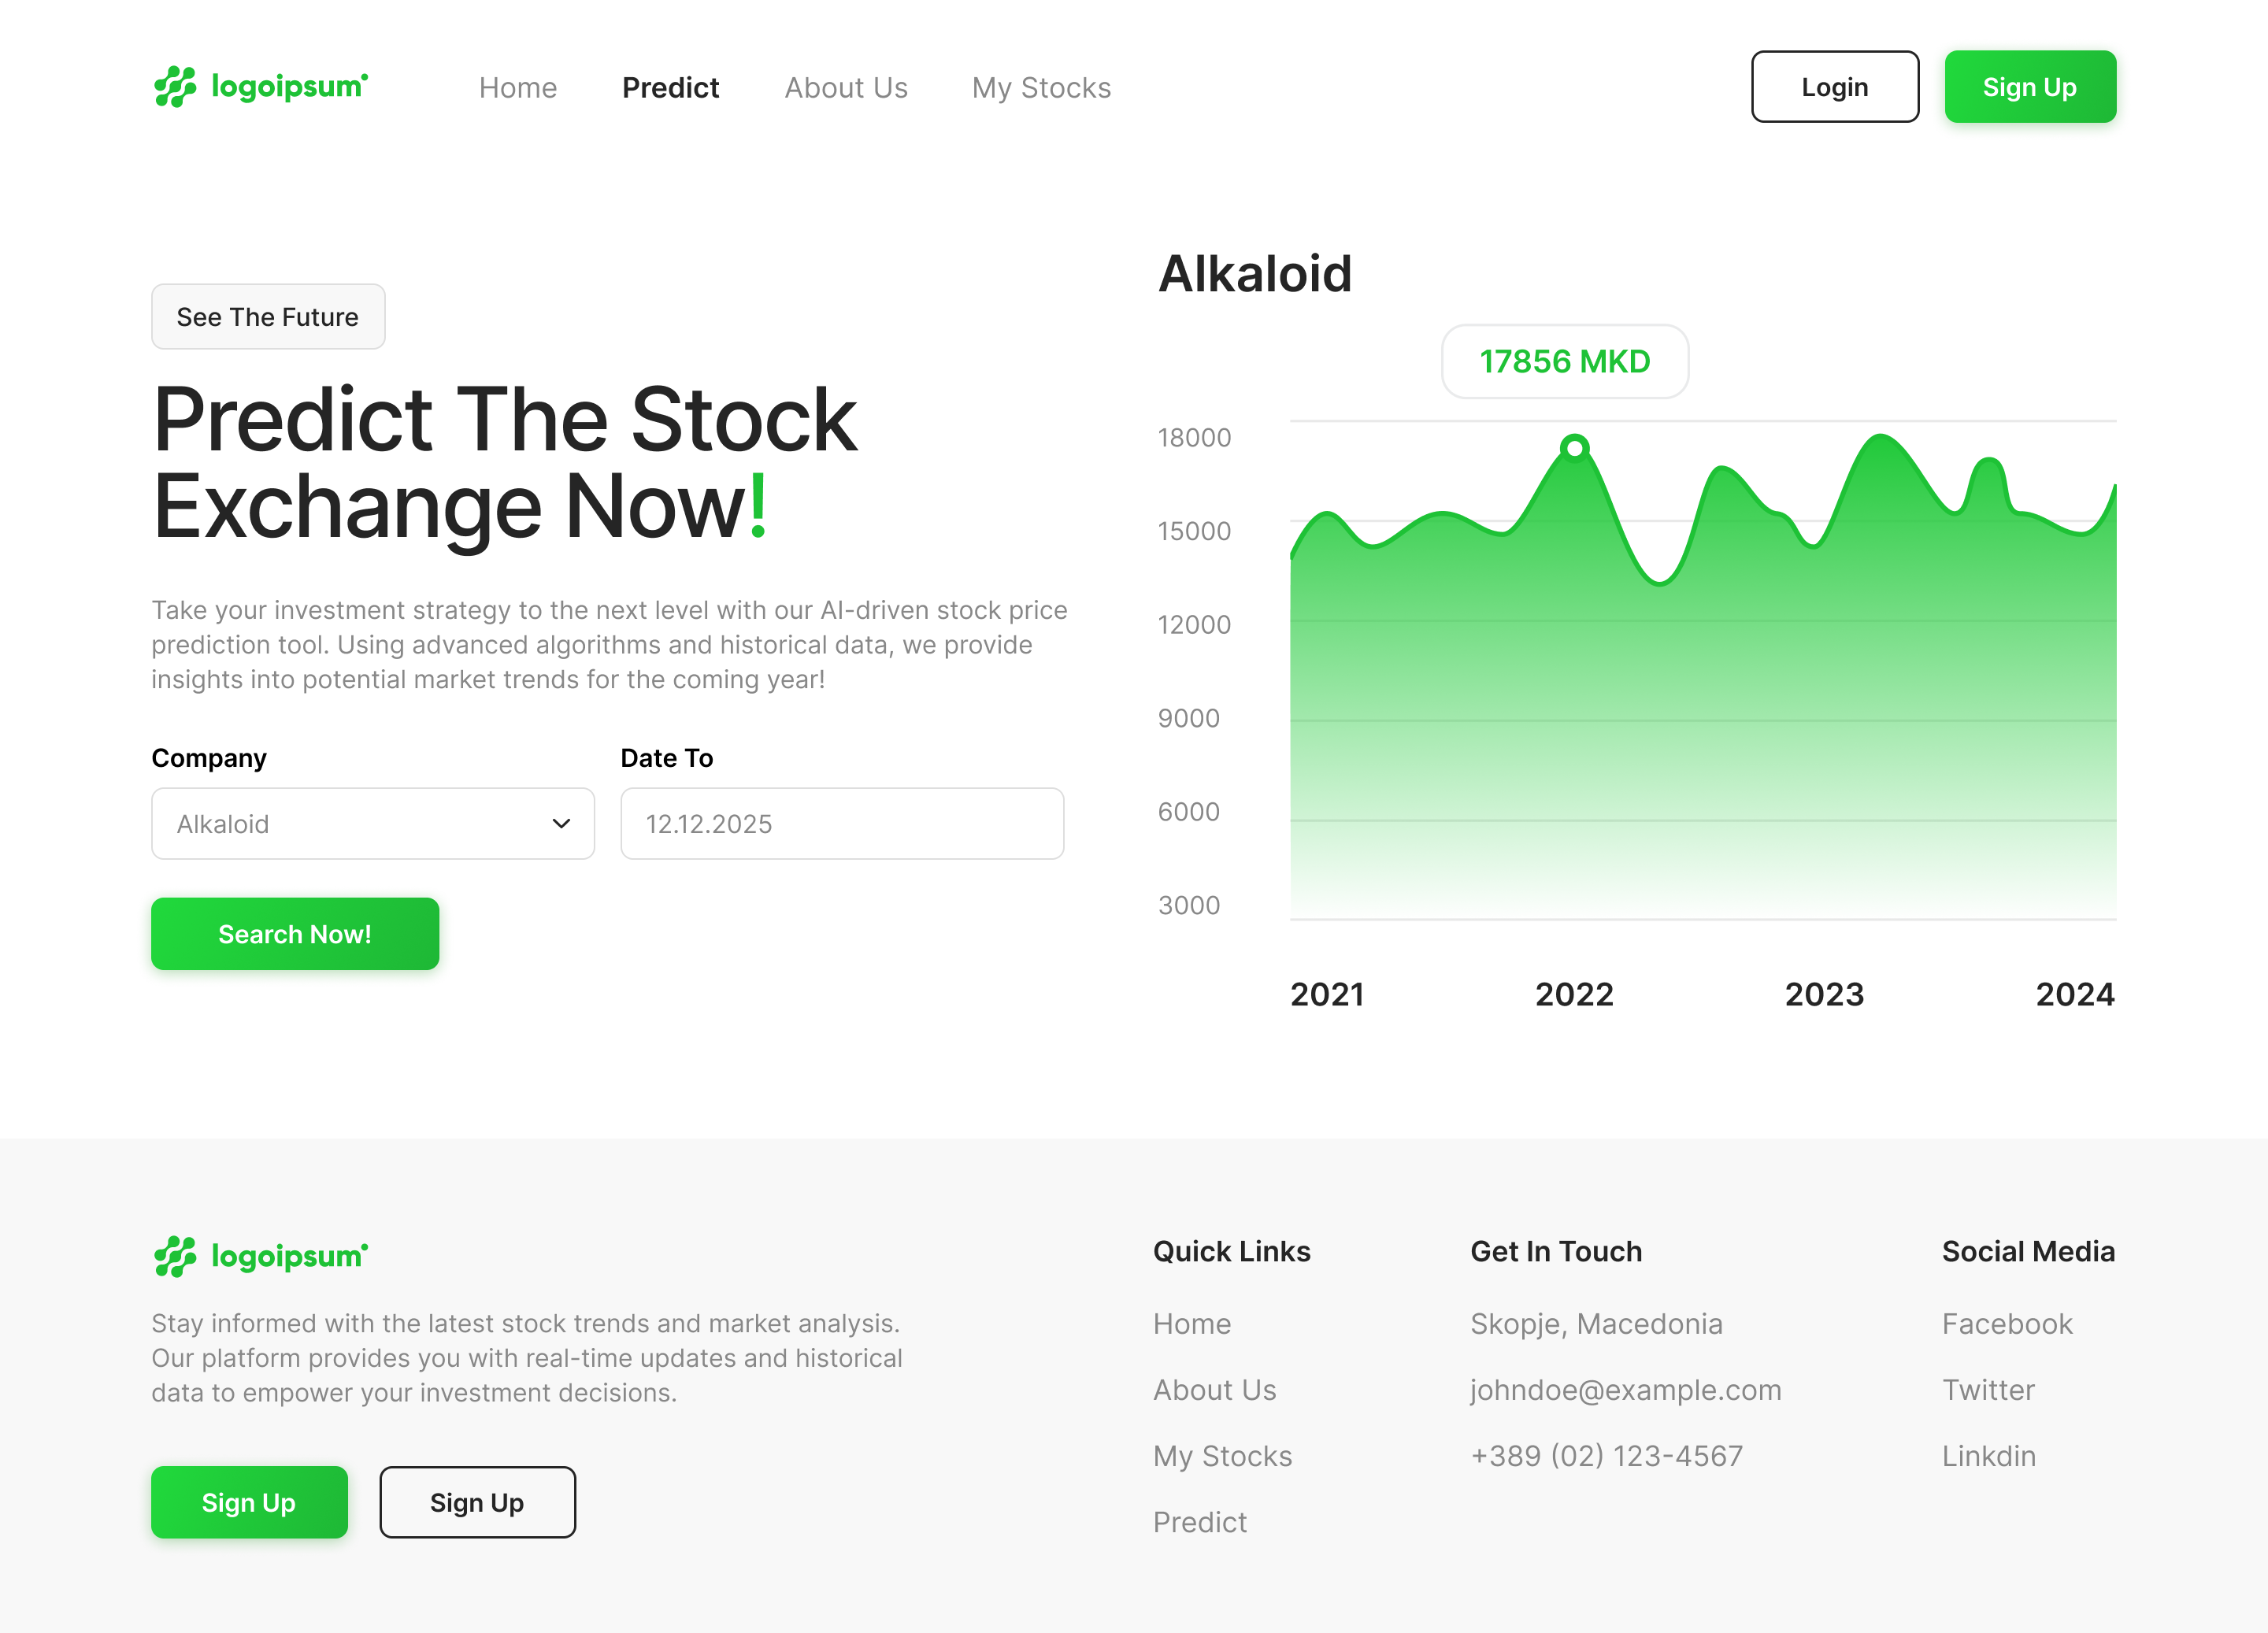 logoipsum
Home
Predict
About Us
My Stocks
Login
Sign Up
See The Future
Predict The Stock
Exchange Now!
Take your investment strategy to the next level with our AI-driven stock price
prediction tool. Using advanced algorithms and historical data, we provide
insights into potential market trends for the coming year!
Company
Date To
Alkaloid
12.12.2025
Search Now!
Alkaloid
17856 MKD
18000
15000
12000
9000
6000
3000
2021
2022
2023
2024
logoipsum
Stay informed with the latest stock trends and market analysis.
Our platform provides you with real-time updates and historical
data to empower your investment decisions.
Sign Up
Sign Up
Quick Links
Home
About Us
My Stocks
Predict
Get In Touch
Skopje, Macedonia
johndoe@example.com
+389 (02) 123-4567
Social Media
Facebook
Twitter
Linkdin